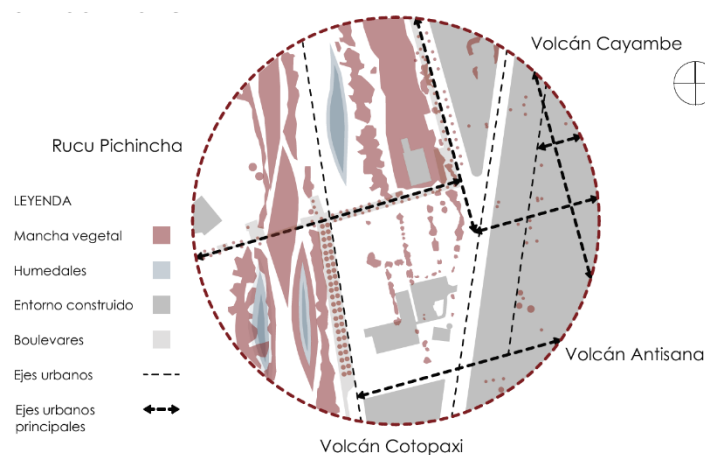 Volcán Cayambe
Rucu Pichincha
LEYENDA
Mancha vegetal
Humedales
Entorno construido
Boulevares
Ejes urbanos
Ejes urbanos
principales
Volcán Antisana
Volcán Cotopaxi